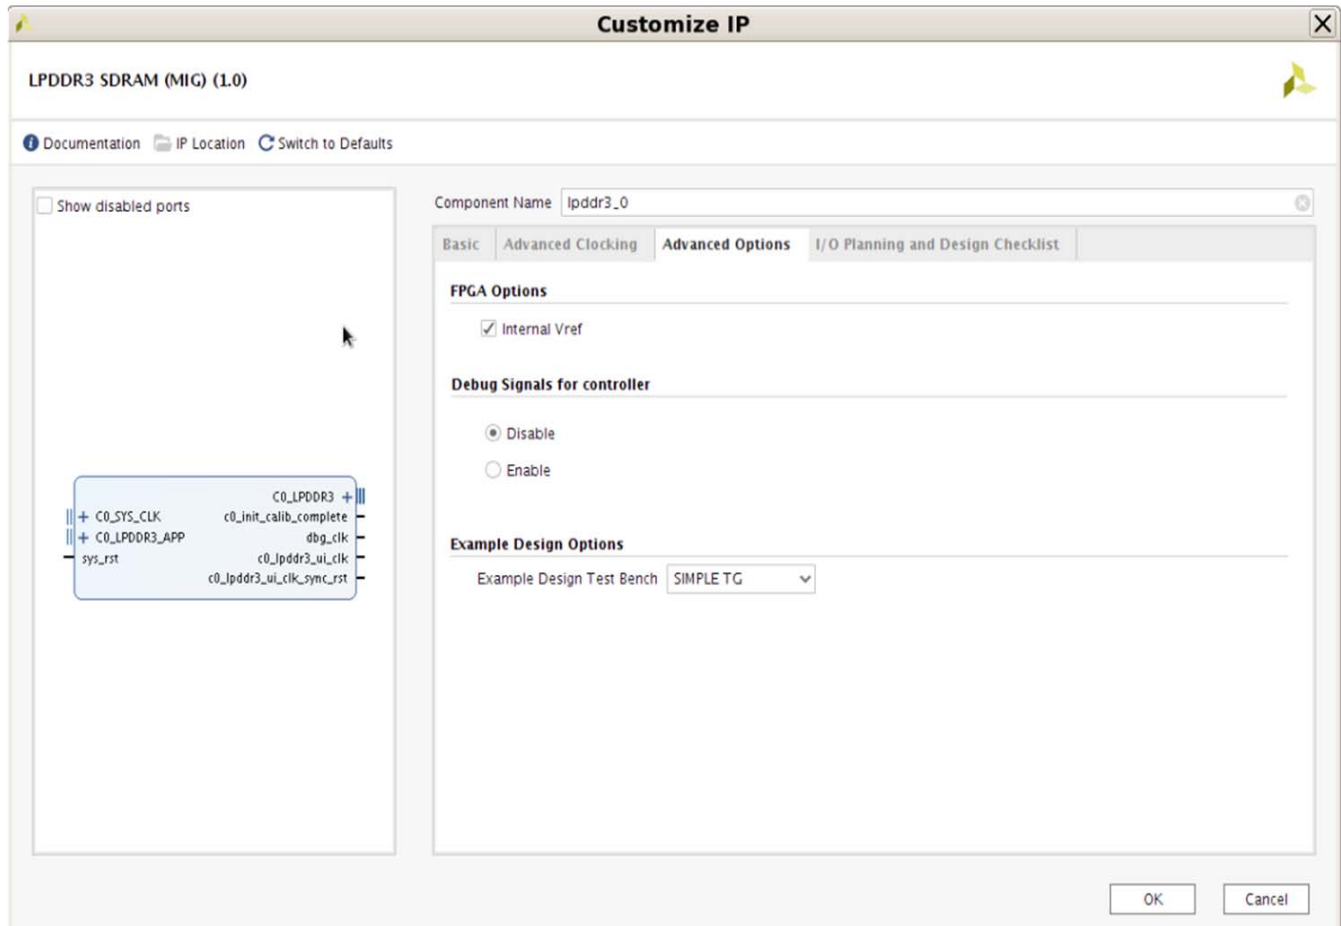 Customize IP
LPDDR3 SDRAM (MIG) (1.0)
Documentation IP Location Switch to Defaults
Show disabled ports
Component Name lpddr3_0
Basic Advanced Clocking Advanced Options I/O Planning and Design Checklist
FPGA Options
Internal Vref
Debug Signals for controller
Disable
Enable
C0_LPDDR3
C0_SYS_CLK c0_init_calib_complete
C0_LPDDR3_APP dbg_clk
sys_rst c0_lpddr3_ui_clk
c0_lpddr3_ui_clk_sync_rst
Example Design Options
Example Design Test Bench SIMPLE TG
OK Cancel